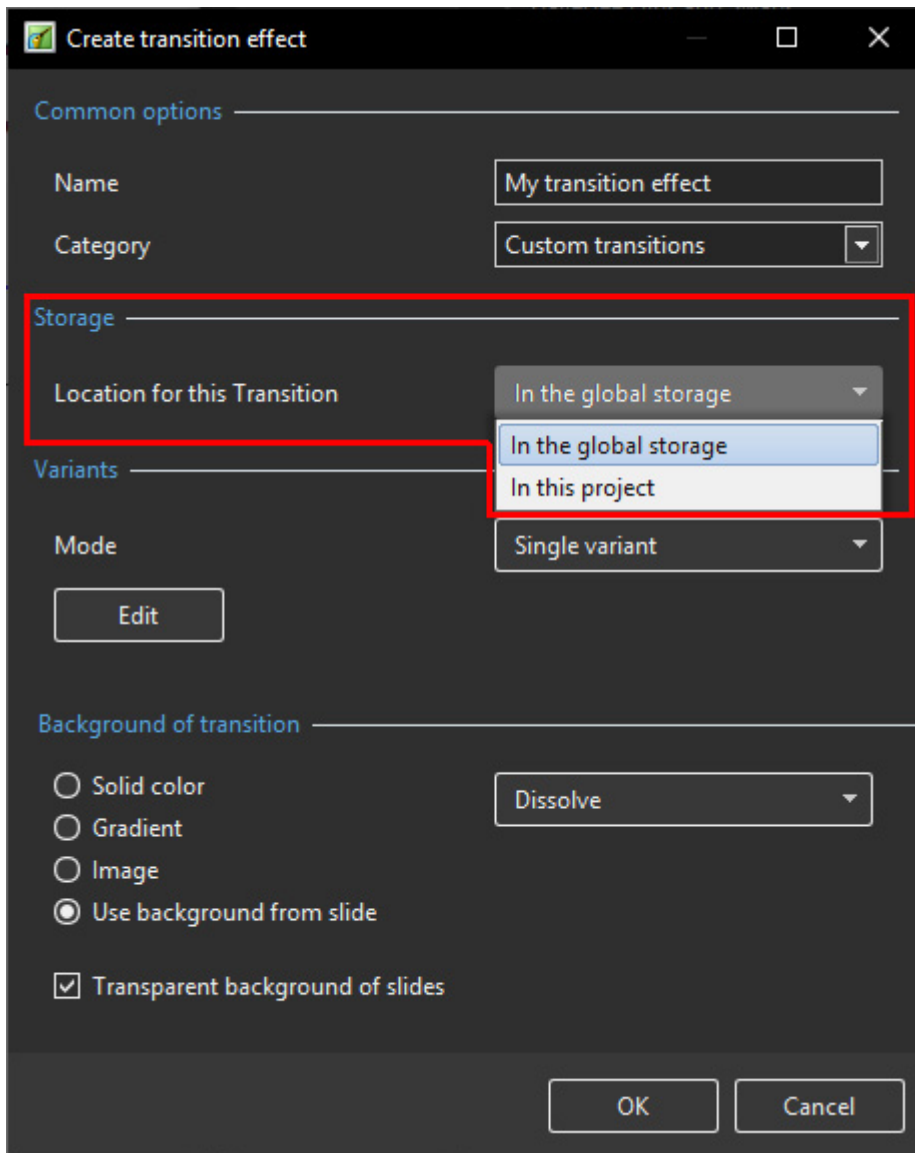 Create transition effect
Common options
Name My transition effect
Category Custom transitions
Storage
Location for this Transition In the global storage
In the global storage
Variants
In this project
Mode Single variant
Edit
Background of transition
Solid color Dissolve
Gradient
Image
Use background from slide
Transparent background of slides
OK Cancel